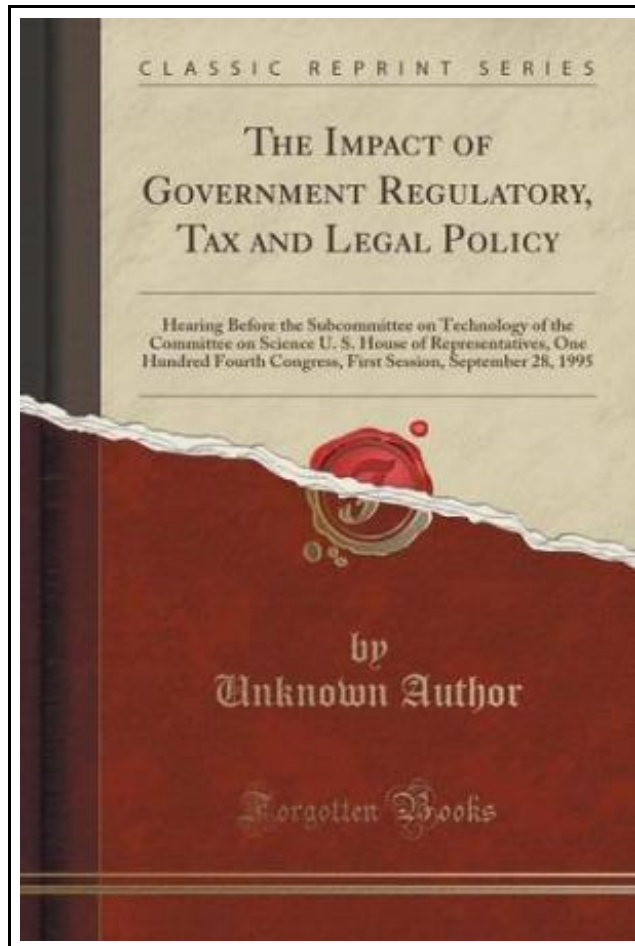 CLASSIC REPRINT SERIES
THE IMPACT OF
GOVERNMENT REGULATORY,
TAX AND LEGAL POLICY
Hearing Before the Subcommittee on Technology of the
Committee on Science U. S. House of Representatives, One
Hundred Fourth Congress, First Session, September 28, 1995
F
by
Unknown Author
Forgotten Books